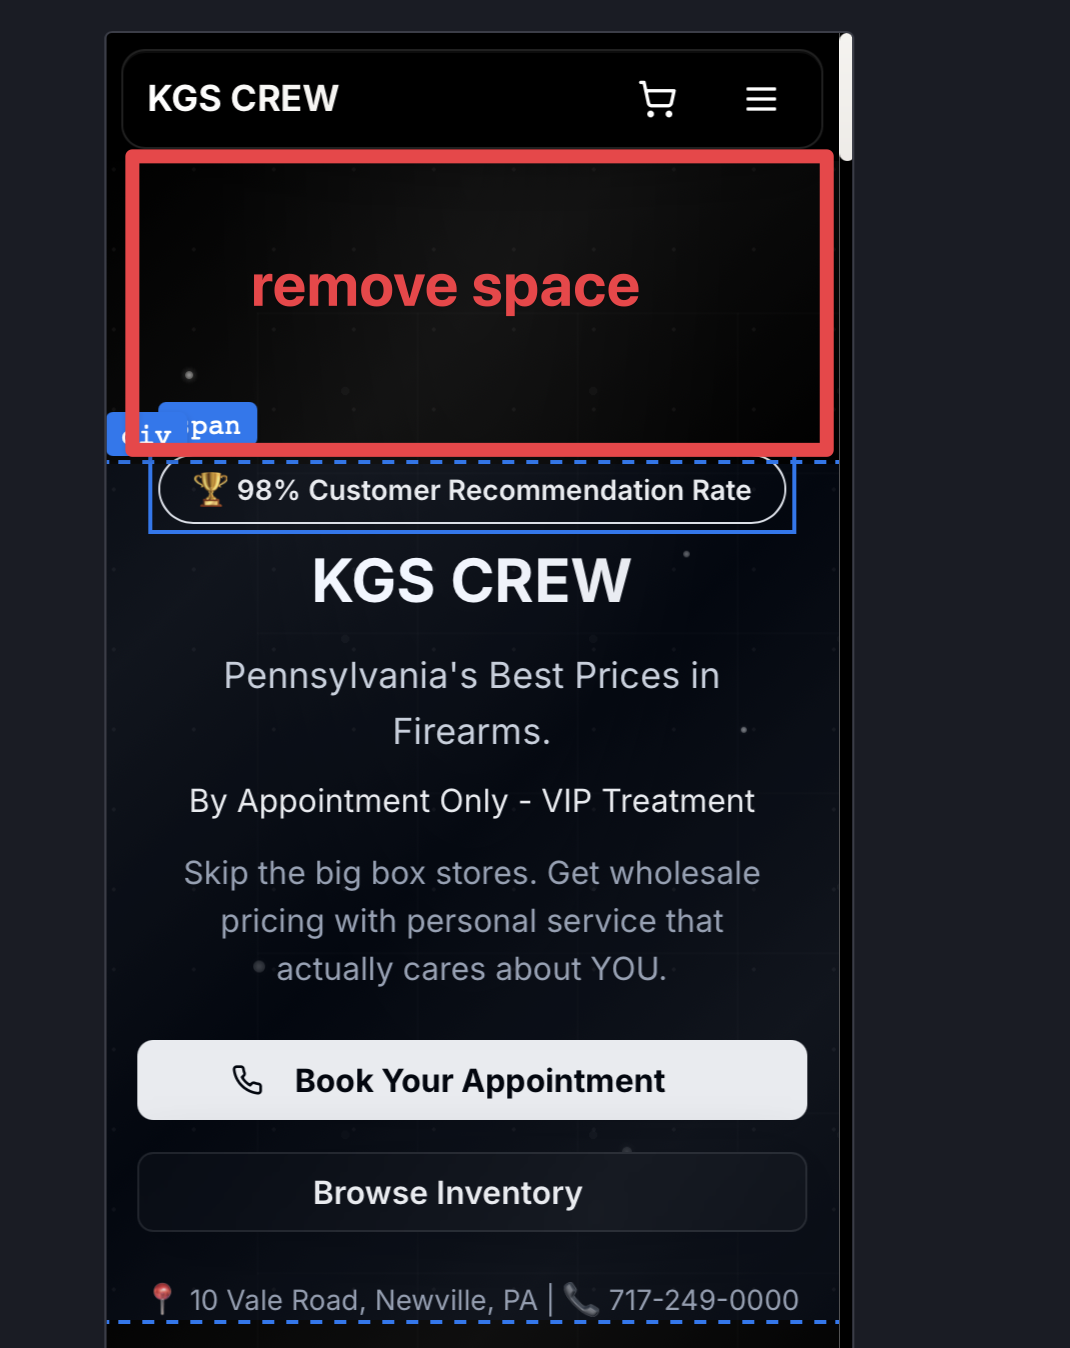 KGS CREW
remove space
div
span
🏆 98% Customer Recommendation Rate
KGS CREW
Pennsylvania's Best Prices in
Firearms.
By Appointment Only - VIP Treatment
Skip the big box stores. Get wholesale
pricing with personal service that
actually cares about YOU.
Book Your Appointment
Browse Inventory
📍 10 Vale Road, Newville, PA | 📞 717-249-0000